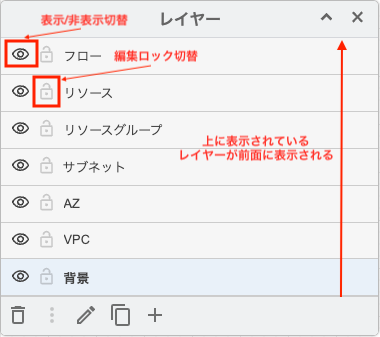 表示/非表示切替
レイヤー
フロー
編集ロック切替
リソース
リソースグループ
上に表示されている
レイヤーが前面に表示される
サブネット
AZ
VPC
背景